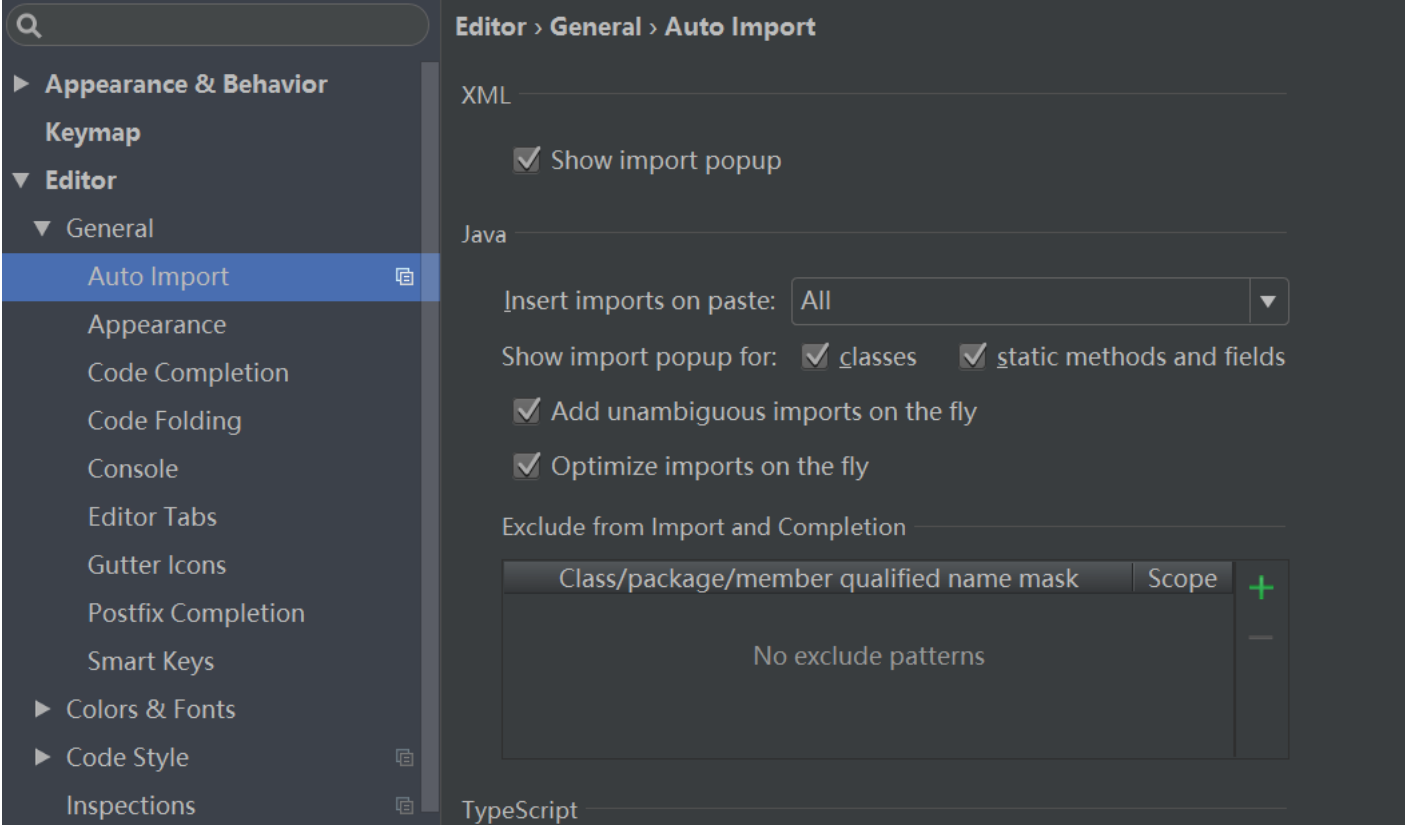 Appearance & Behavior
Keymap
Editor
General
Auto Import
Appearance
Code Completion
Code Folding
Console
Editor Tabs
Gutter Icons
Postfix Completion
Smart Keys
Colors & Fonts
Code Style
Inspections
Editor › General › Auto Import
XML
Show import popup
Java
Insert imports on paste: All
Show import popup for: classes static methods and fields
Add unambiguous imports on the fly
Optimize imports on the fly
Exclude from Import and Completion
Class/package/member qualified name mask Scope
No exclude patterns
TypeScript